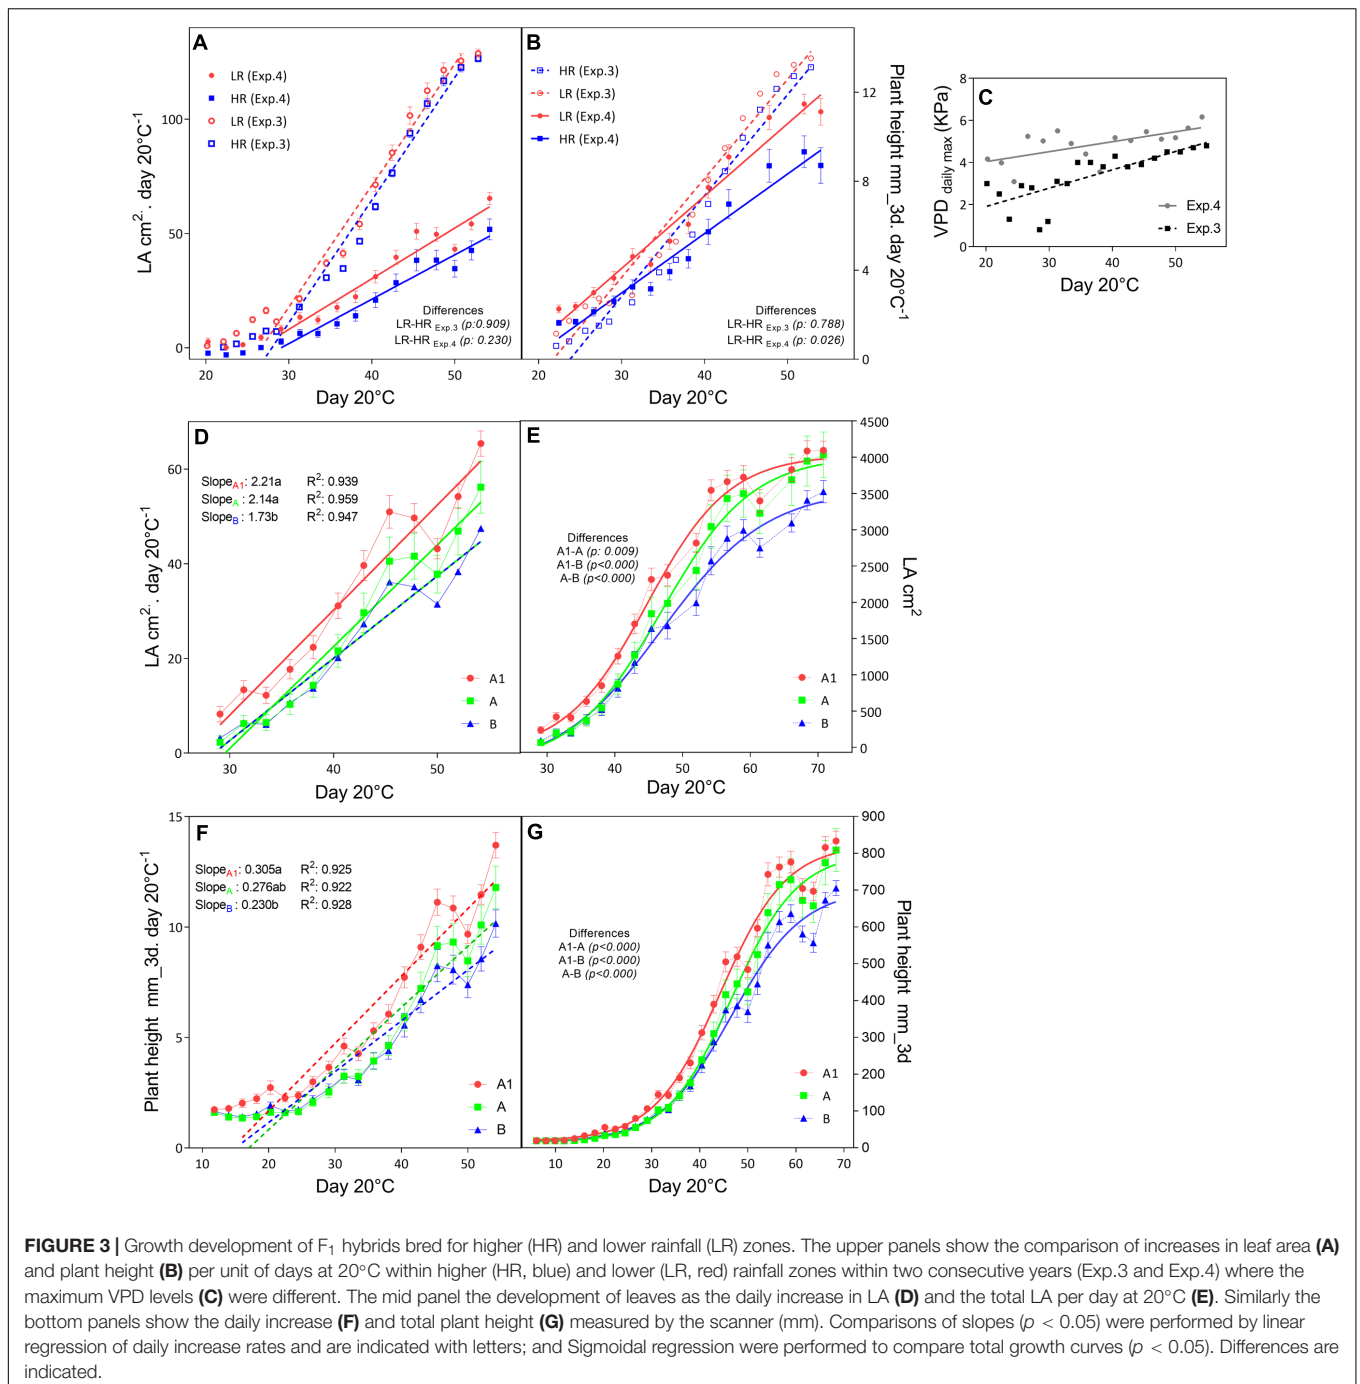 A
LR (Exp.4)
HR (Exp.4)
LR (Exp.3)
HR (Exp.3)
LA cm². day 20°C⁻¹
100
50
0
Differences
LR-HR Exp.3 (p:0.909)
LR-HR Exp.4 (p: 0.230)
20 30 40 50
Day 20°C
B
HR (Exp.3)
LR (Exp.3)
LR (Exp.4)
HR (Exp.4)
Plant height mm_3d. day 20°C⁻¹
12
8
4
0
Differences
LR-HR Exp.3 (p: 0.788)
LR-HR Exp.4 (p: 0.026)
20 30 40 50
Day 20°C
C
VPD daily max (KPa)
8
6
4
2
0
Exp.4
Exp.3
20 30 40 50
Day 20°C
D
SlopeA1: 2.21a R²: 0.939
SlopeA: 2.14a R²: 0.959
SlopeB: 1.73b R²: 0.947
LA cm². day 20°C⁻¹
60
40
20
0
A1
A
B
30 40 50
Day 20°C
E
Differences
A1-A (p: 0.009)
A1-B (p<0.000)
A-B (p<0.000)
LA cm²
4500
4000
3500
3000
2500
2000
1500
1000
500
0
A1
A
B
30 40 50 60 70
Day 20°C
F
SlopeA1: 0.305a R²: 0.925
SlopeA : 0.276ab R²: 0.922
SlopeB : 0.230b R²: 0.928
Plant height mm_3d. day 20°C⁻¹
15
10
5
0
A1
A
B
10 20 30 40 50
Day 20°C
G
Differences
A1-A (p<0.000)
A1-B (p<0.000)
A-B (p<0.000)
Plant height mm_3d
900
800
700
600
500
400
300
200
100
0
A1
A
B
10 20 30 40 50 60 70
Day 20°C
FIGURE 3 | Growth development of F₁ hybrids bred for higher (HR) and lower rainfall (LR) zones. The upper panels show the comparison of increases in leaf area (A)
and plant height (B) per unit of days at 20°C within higher (HR, blue) and lower (LR, red) rainfall zones within two consecutive years (Exp.3 and Exp.4) where the
maximum VPD levels (C) were different. The mid panel the development of leaves as the daily increase in LA (D) and the total LA per day at 20°C (E). Similarly the
bottom panels show the daily increase (F) and total plant height (G) measured by the scanner (mm). Comparisons of slopes (p < 0.05) were performed by linear
regression of daily increase rates and are indicated with letters; and Sigmoidal regression were performed to compare total growth curves (p < 0.05). Differences are
indicated.